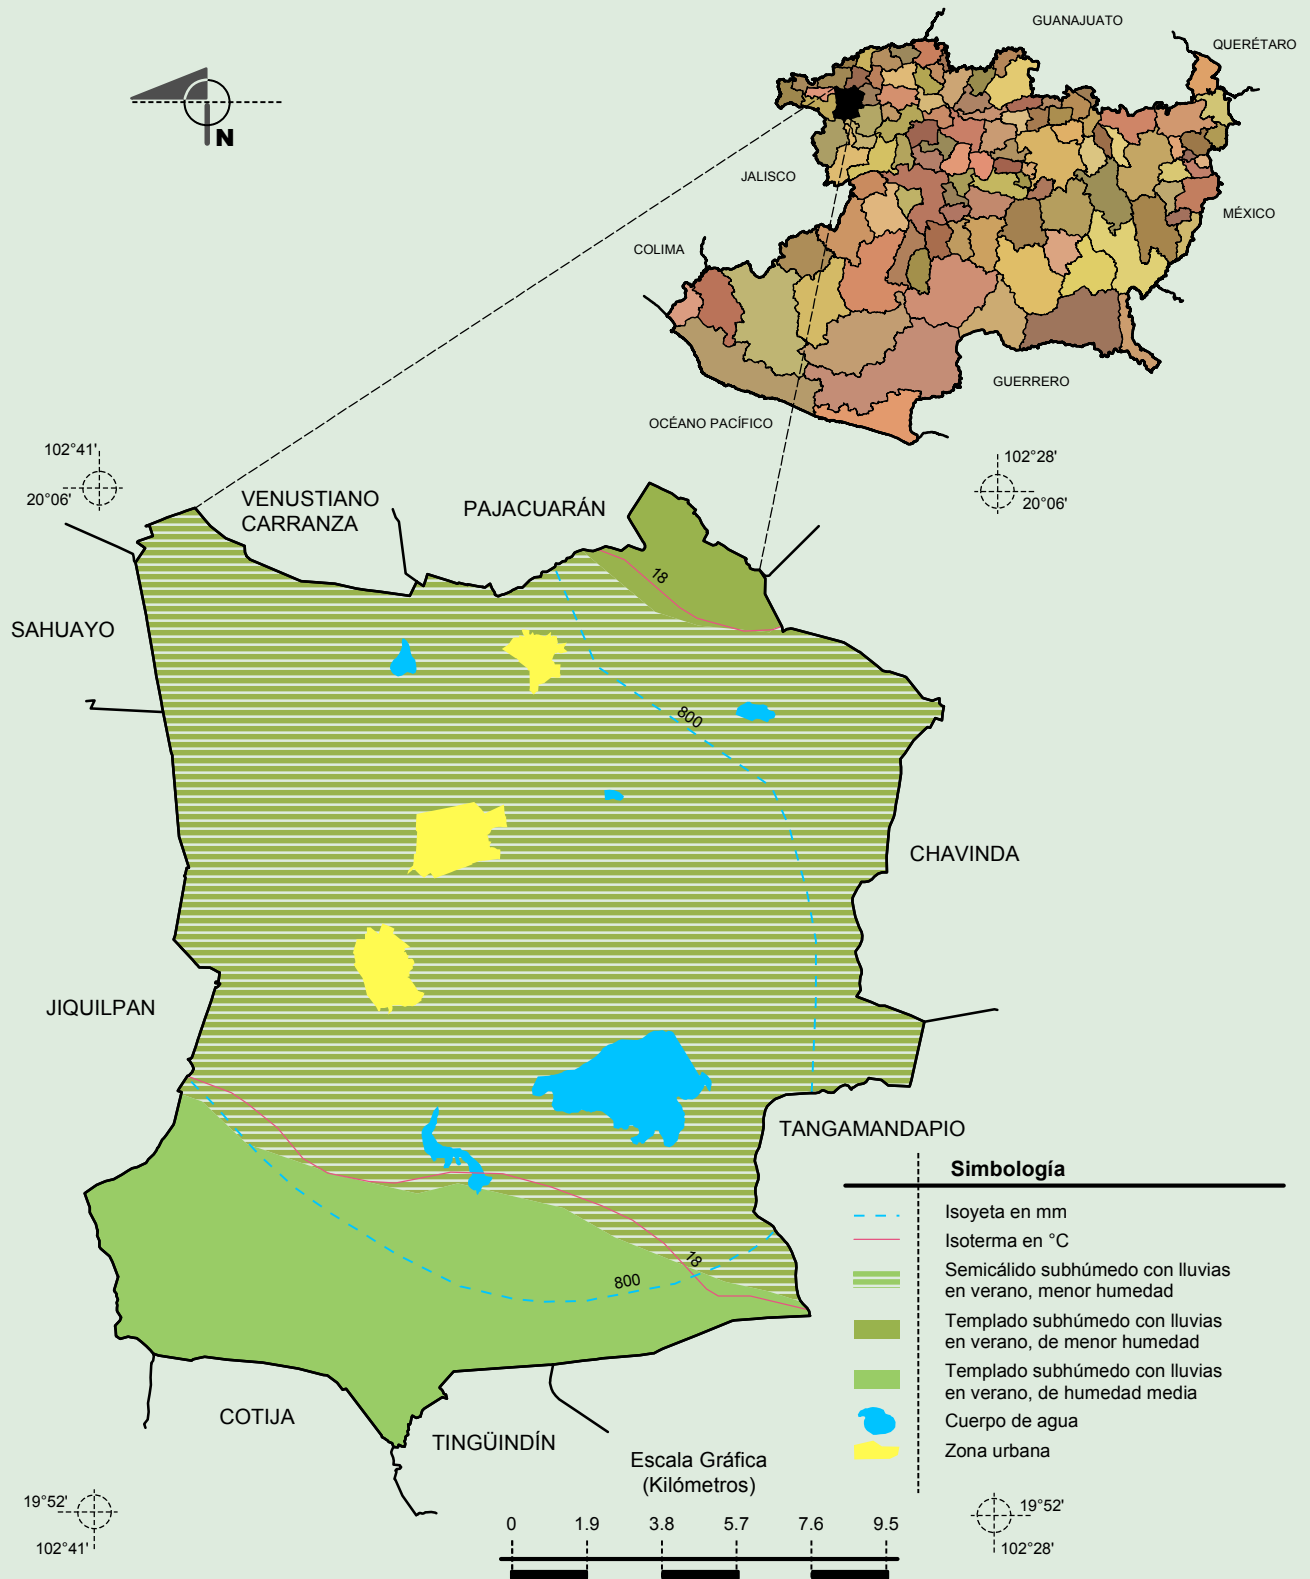 GUANAJUATO
QUERÉTARO
N
JALISCO
MÉXICO
COLIMA
GUERRERO
OCÉANO PACÍFICO
102°41'
20°06'
102°28'
20°06'
VENUSTIANO
CARRANZA
PAJACUARÁN
18
SAHUAYO
800
CHAVINDA
JIQUILPAN
TANGAMANDAPIO
18
800
COTIJA
TINGÜINDÍN
Simbología
Isoyeta en mm
Isoterma en °C
Semicálido subhúmedo con lluvias
en verano, menor humedad
Templado subhúmedo con lluvias
en verano, de menor humedad
Templado subhúmedo con lluvias
en verano, de humedad media
Cuerpo de agua
Zona urbana
Escala Gráfica
(Kilómetros)
0 1.9 3.8 5.7 7.6 9.5
19°52'
102°41'
19°52'
102°28'